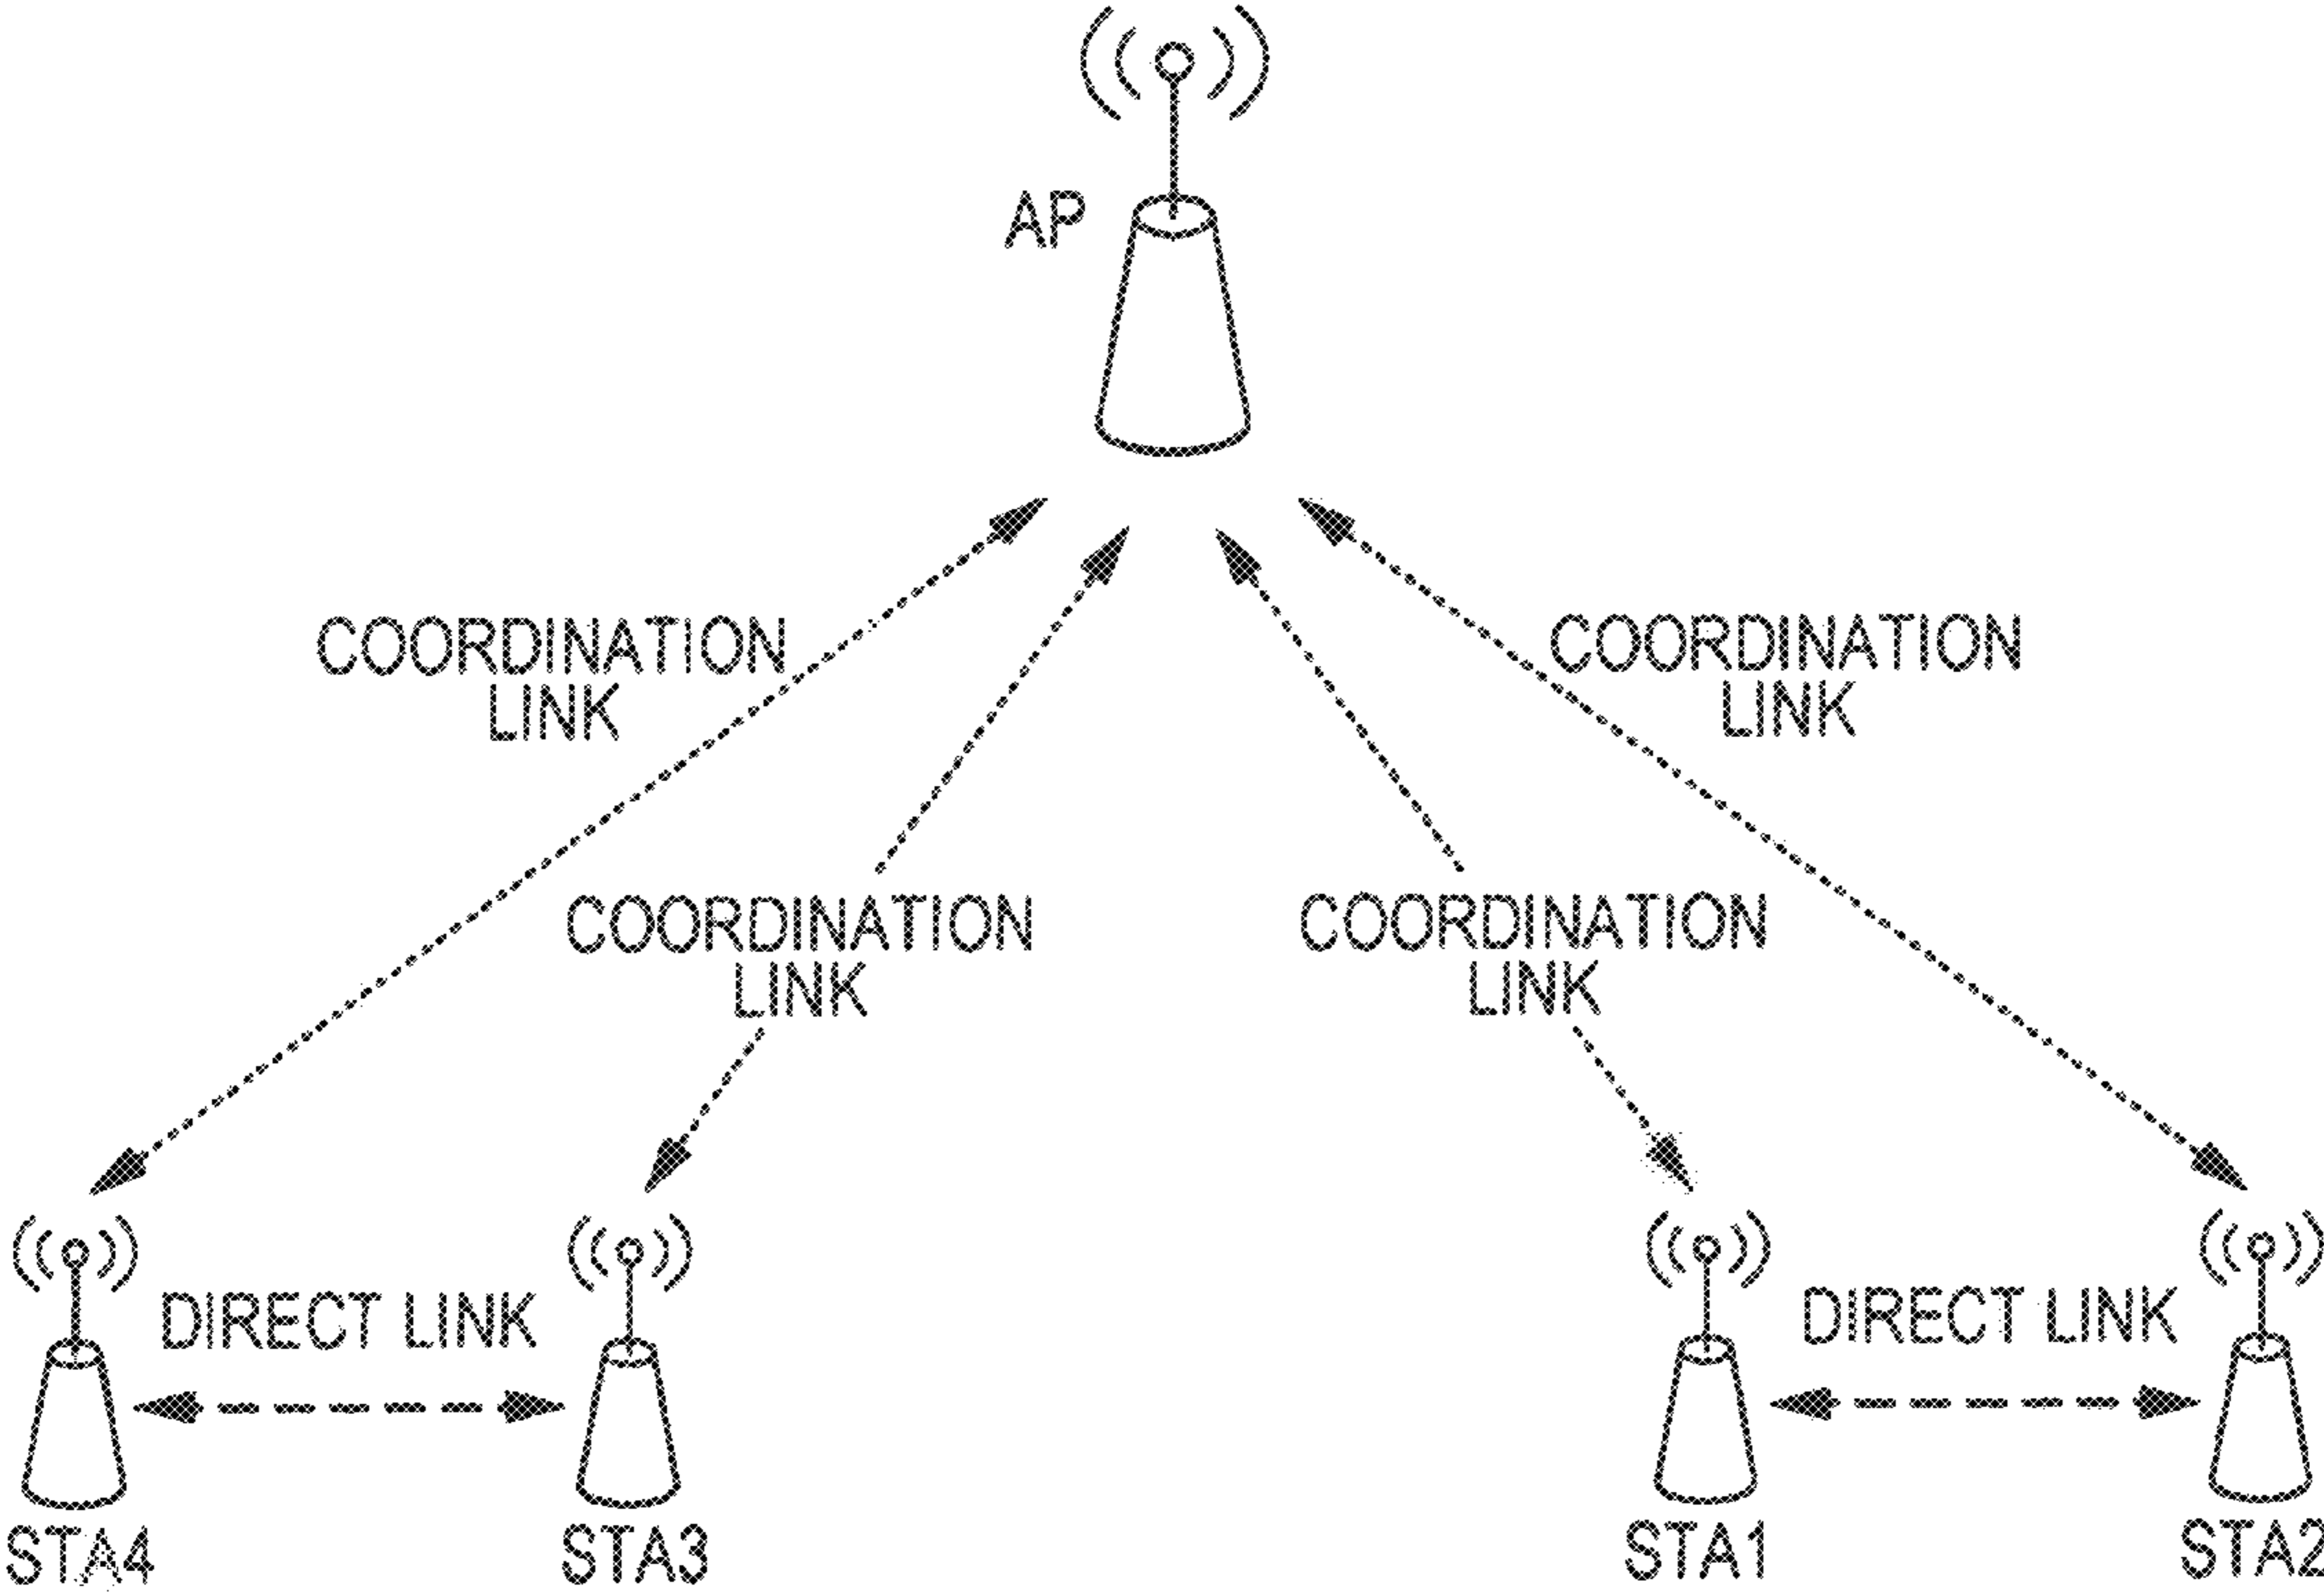 AP
COORDINATION
LINK
COORDINATION
LINK
COORDINATION
LINK
COORDINATION
LINK
DIRECT LINK
DIRECT LINK
STA4
STA3
STA1
STA2